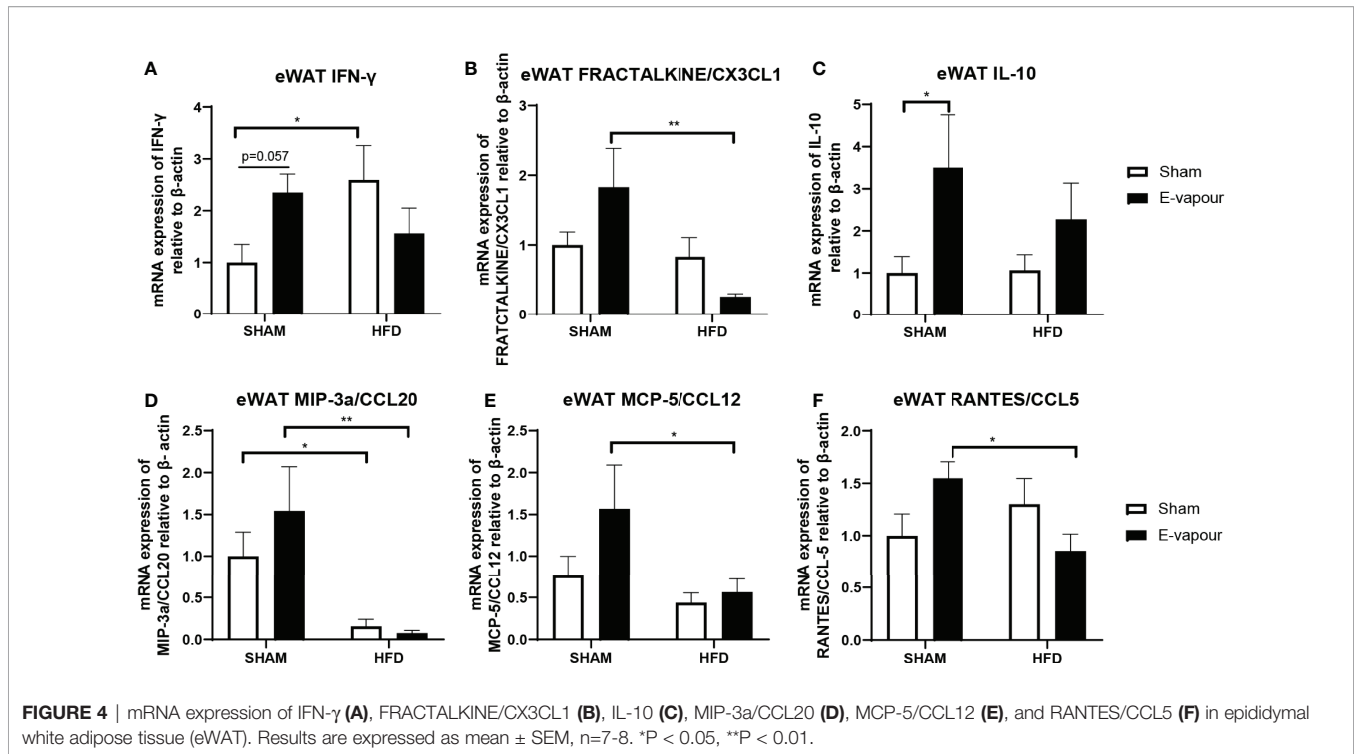 A
eWAT IFN-γ
mRNA expression of IFN-γ
relative to β-actin
4
3
2
1
0
*
p=0.057
SHAM
HFD
B
eWAT FRACTALKINE/CX3CL1
mRNA expression of
FRATCTALKINE/CX3CL1 relative to β-actin
3
2
1
0
**
SHAM
HFD
C
eWAT IL-10
mRNA expression of IL-10
relative to β-actin
5
4
3
2
1
0
*
SHAM
HFD
Sham
E-vapour
D
eWAT MIP-3a/CCL20
mRNA expression of
MIP-3a/CCL20 relative to β- actin
2.5
2.0
1.5
1.0
0.5
0.0
**
*
SHAM
HFD
E
eWAT MCP-5/CCL12
mRNA expression of
MCP-5/CCL12 relative to β-actin
2.5
2.0
1.5
1.0
0.5
0.0
*
SHAM
HFD
F
eWAT RANTES/CCL5
mRNA expression of
RANTES/CCL-5 relative to β-actin
2.0
1.5
1.0
0.5
0.0
*
SHAM
HFD
Sham
E-vapour
FIGURE 4 | mRNA expression of IFN-γ (A), FRACTALKINE/CX3CL1 (B), IL-10 (C), MIP-3a/CCL20 (D), MCP-5/CCL12 (E), and RANTES/CCL5 (F) in epididymal
white adipose tissue (eWAT). Results are expressed as mean ± SEM, n=7-8. *P < 0.05, **P < 0.01.